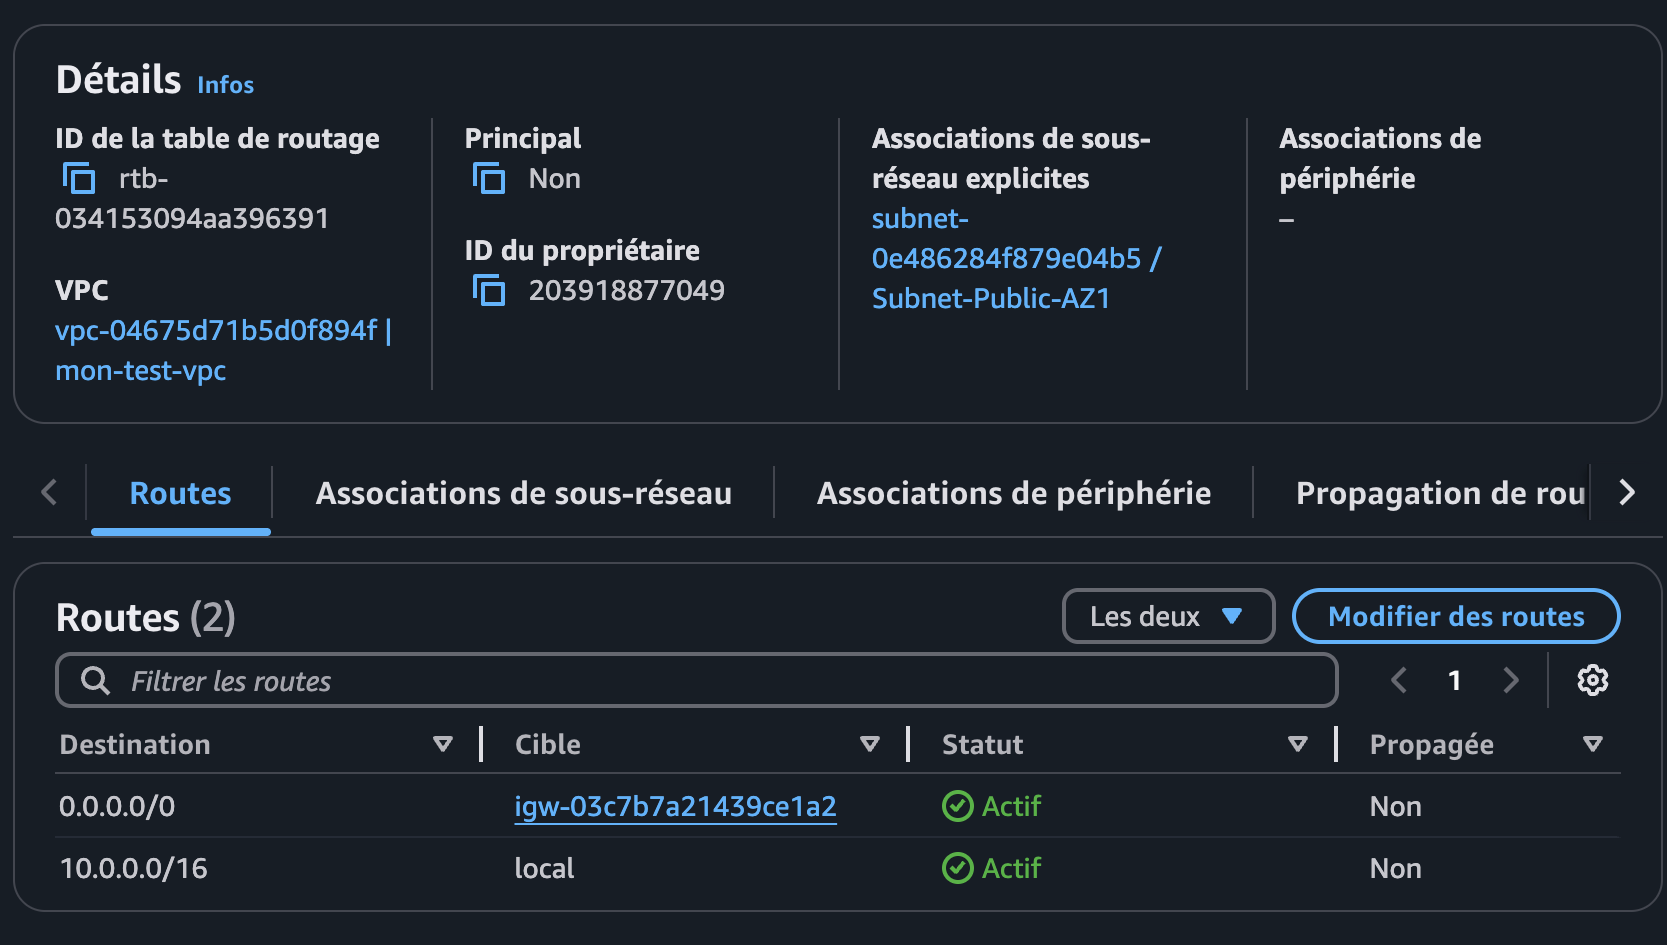 Détails Infos
ID de la table de routage
rtb-
034153094aa396391
VPC
vpc-04675d71b5d0f894f |
mon-test-vpc
Principal
Non
ID du propriétaire
203918877049
Associations de sous-
réseau explicites
subnet-
0e486284f879e04b5 /
Subnet-Public-AZ1
Associations de
périphérie
–
Routes
Associations de sous-réseau
Associations de périphérie
Propagation de rou
Routes (2)
Les deux
Modifier des routes
Filtrer les routes
1
Destination Cible Statut Propagée
0.0.0.0/0 igw-03c7b7a21439ce1a2 Actif Non
10.0.0.0/16 local Actif Non